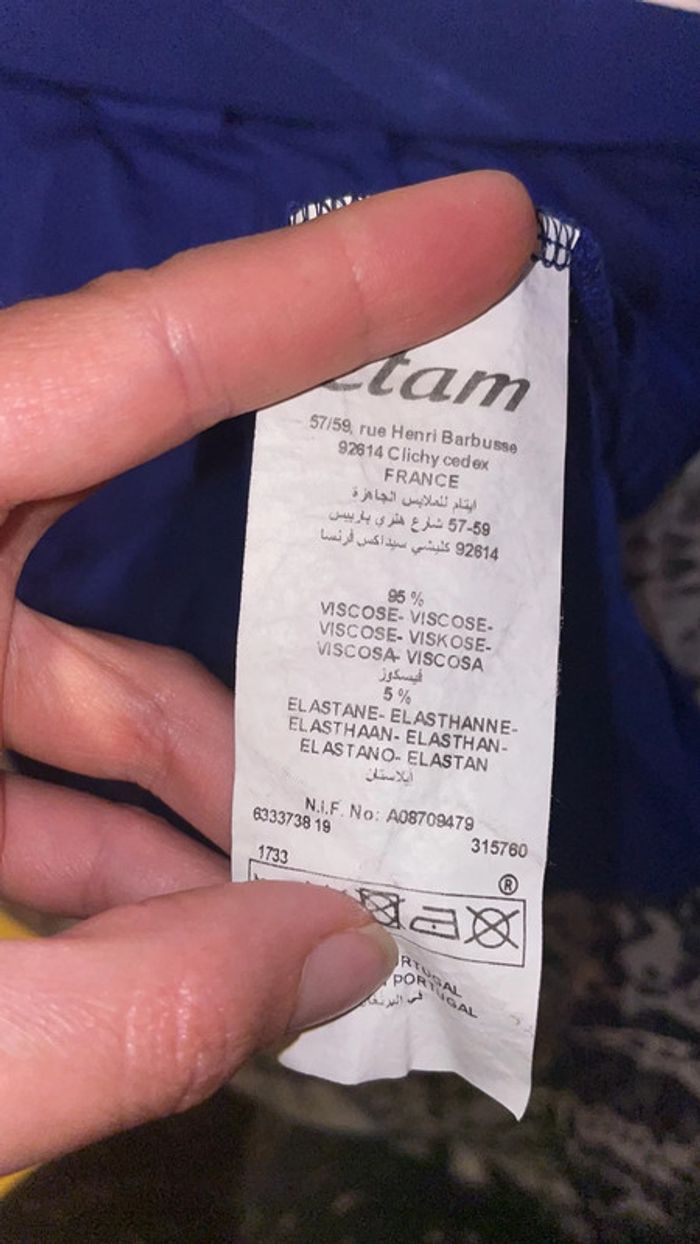 57/59, rue Henri Barbusse
92614 Clichy cedex
FRANCE
ايتام للملابس الجاهزة
57-59 شارع هنري باربيس
92614 كليشي سيداكس فرنسا
95 %
VISCOSE- VISCOSE-
VISCOSE- VISKOSE-
VISCOSA- VISCOSA
فيسكوز
5 %
ELASTANE- ELASTHANNE-
ELASTHAAN- ELASTHAN-
ELASTANO- ELASTAN
ايلاستان
N.I.F. No: A08709479
6333738 19
315760
1733
®
PORTUGAL
في